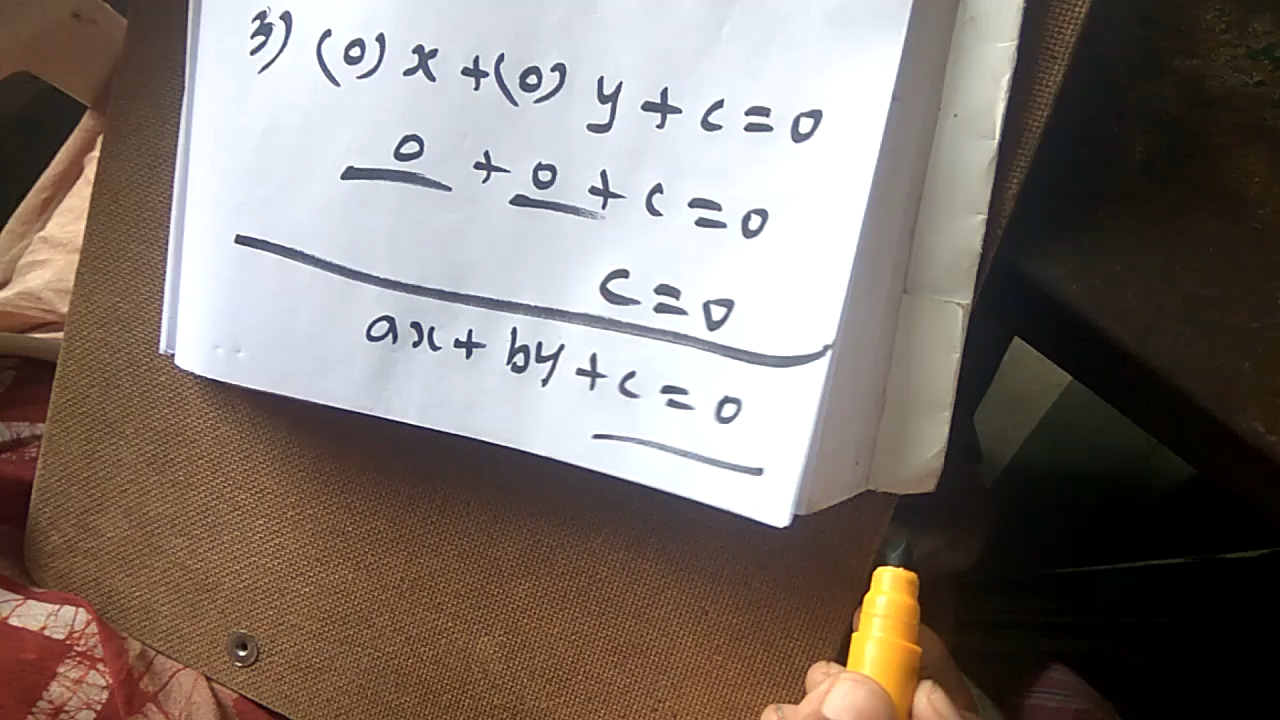 3) (0) x + (0) y + c = 0
0 + 0 + c = 0
c = 0
ax + by + c = 0